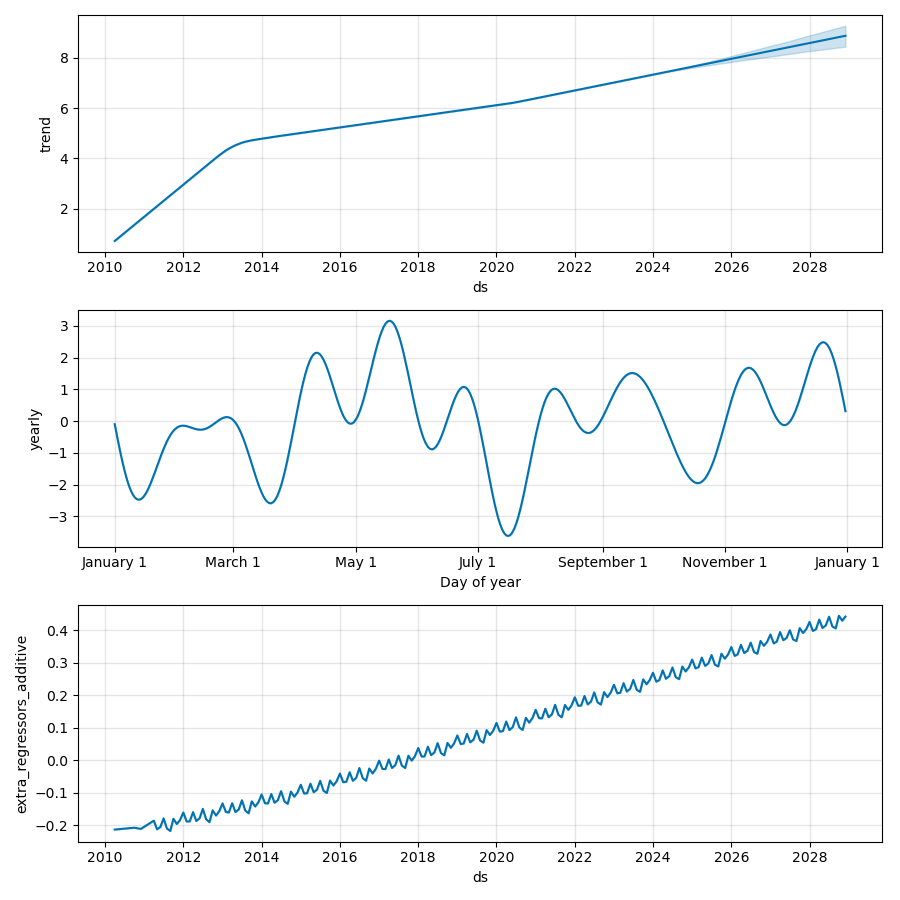 8
6
4
2
trend
2010 2012 2014 2016 2018 2020 2022 2024 2026 2028
ds
3
2
1
0
−1
−2
−3
yearly
January 1 March 1 May 1 July 1 September 1 November 1 January 1
Day of year
0.4
0.3
0.2
0.1
0.0
−0.1
−0.2
extra_regressors_additive
2010 2012 2014 2016 2018 2020 2022 2024 2026 2028
ds